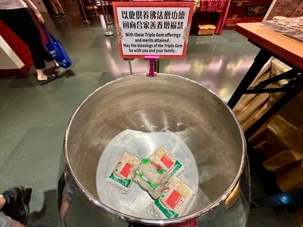 以此供養佛法僧功德
迴向合家善若增福慧
With these Triple Gem offerings
and merits attained,
May the blessings of the Triple Gem
be with you and your family.